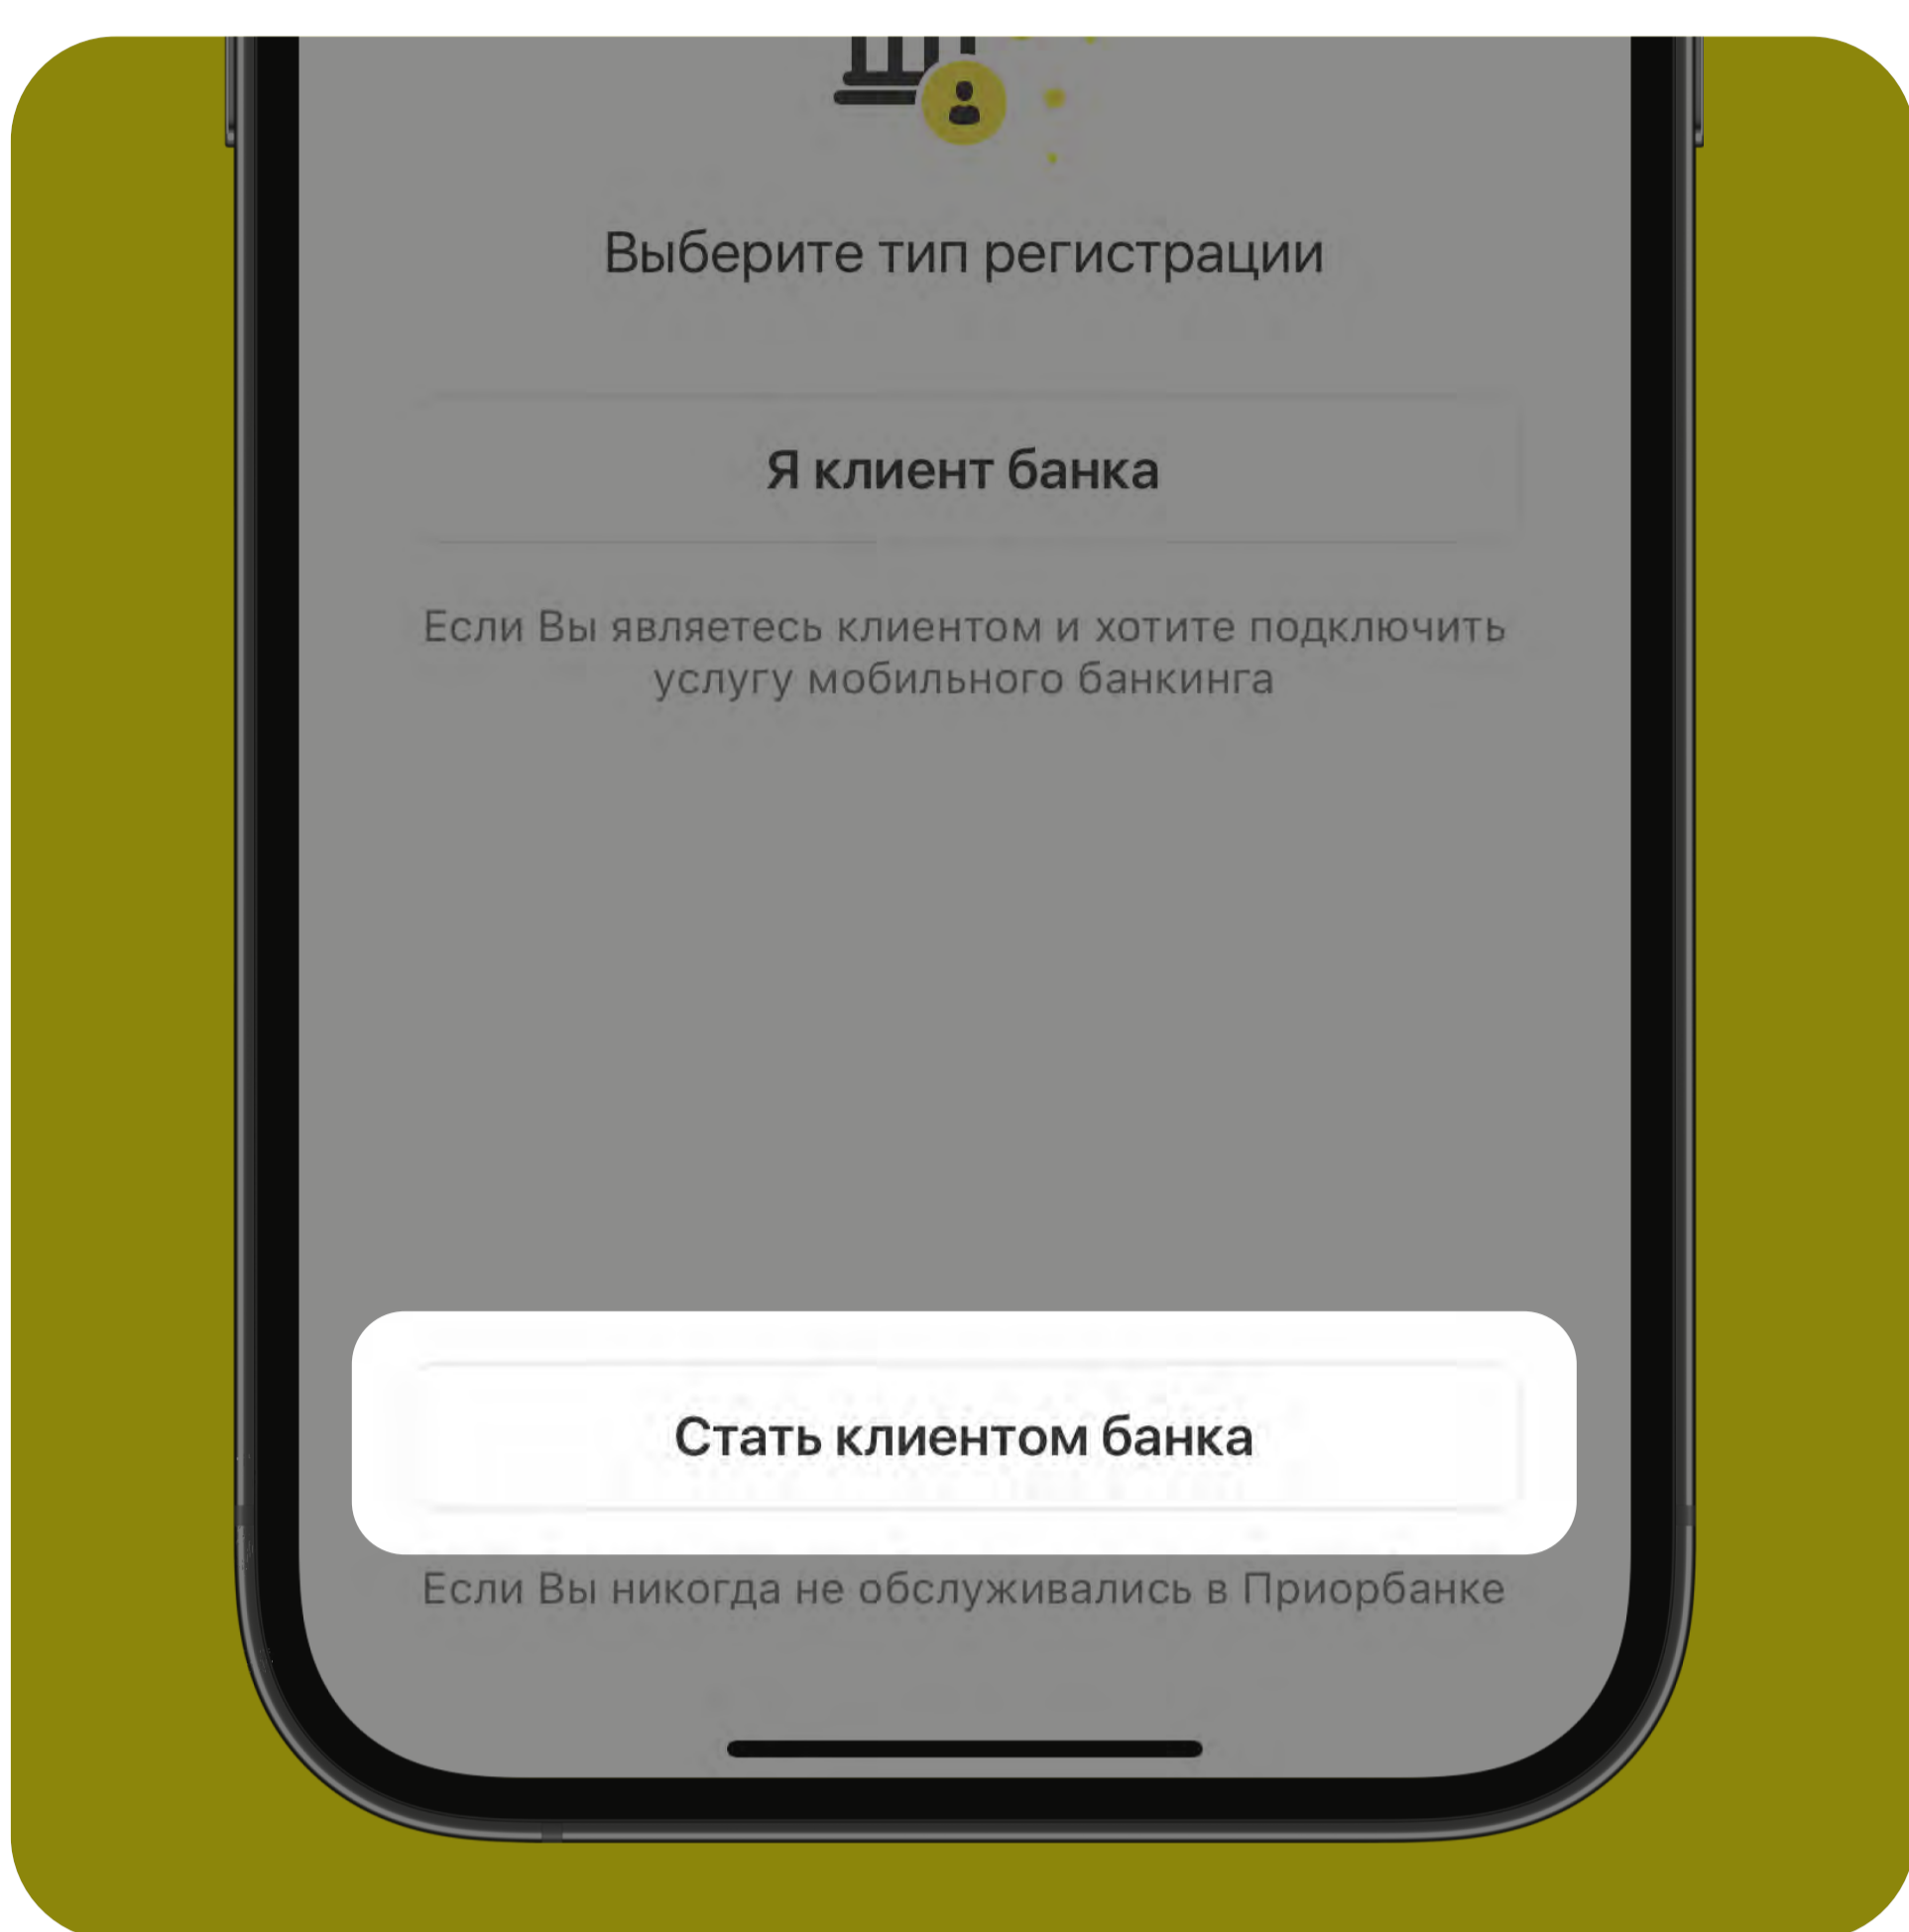 Выберите тип регистрации
Я клиент банка
Если Вы являетесь клиентом и хотите подключить
услугу мобильного банкинга
Стать клиентом банка
Если Вы никогда не обслуживались в Приорбанке